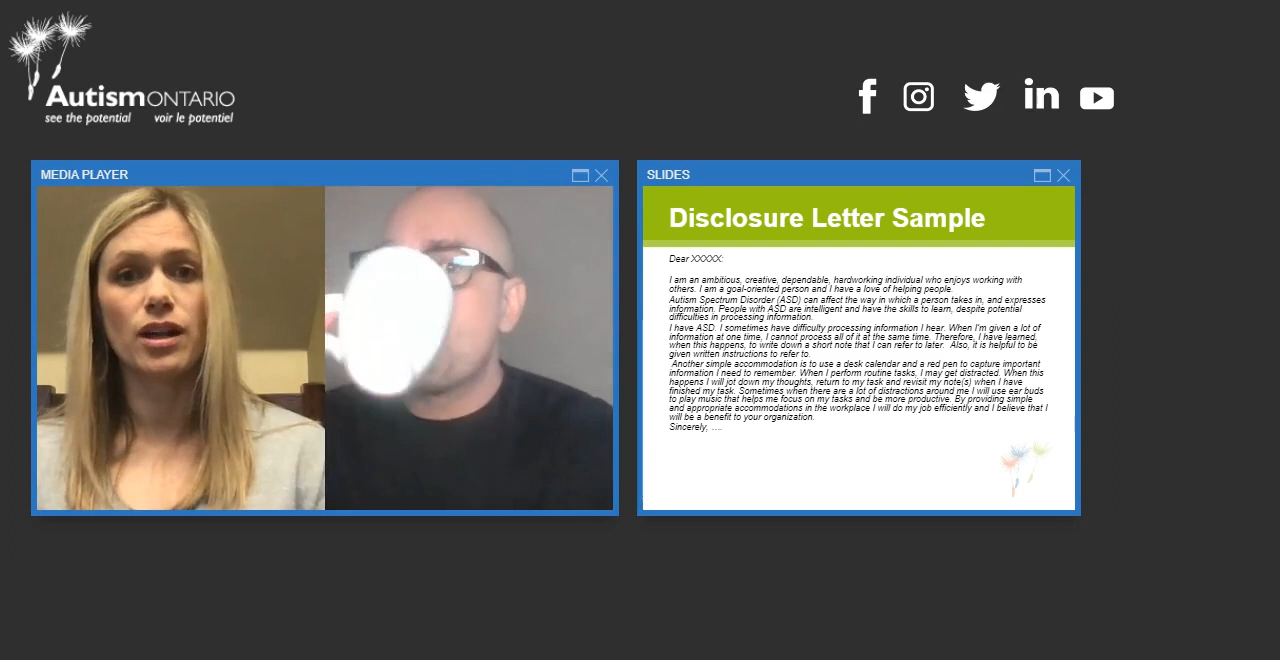 Autism ONTARIO
see the potential voir le potentiel
MEDIA PLAYER
SLIDES
Disclosure Letter Sample
Dear XXXXX:
I am an ambitious, creative, dependable, hardworking individual who enjoys working with
others. I am a goal-oriented person and I have a love of helping people.
Autism Spectrum Disorder (ASD) can affect the way in which a person takes in, and expresses
information. People with ASD are intelligent and have the skills to learn, despite potential
difficulties in processing information.
I have ASD. I sometimes have difficulty processing information I hear. When I'm given a lot of
information at one time, I cannot process all of it at the same time. Therefore, I have learned,
when this happens, to write down a short note that I can refer to later. Also, it is helpful to be
given written instructions to refer to.
Another simple accommodation is to use a desk calendar and a red pen to capture important
information I need to remember. When I perform routine tasks, I may get distracted. When this
happens I will jot down my thoughts, return to my task and revisit my note(s) when I have
finished my task. Sometimes when there are a lot of distractions around me I will use ear buds
to play music that helps me focus on my tasks and be more productive. By providing simple
and appropriate accommodations in the workplace I will do my job efficiently and I believe that I
will be a benefit to your organization.
Sincerely, ....